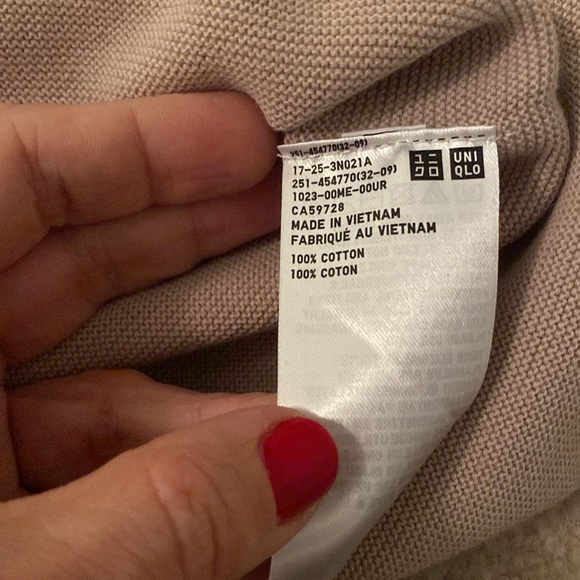 251-454770(32-09)
17-25-3N021A
251-454770(32-09)
1023-00ME-00UR
CA59728
MADE IN VIETNAM
FABRIQUÉ AU VIETNAM
100% COTTON
100% COTON
ユニ
クロ
UNI
QLO